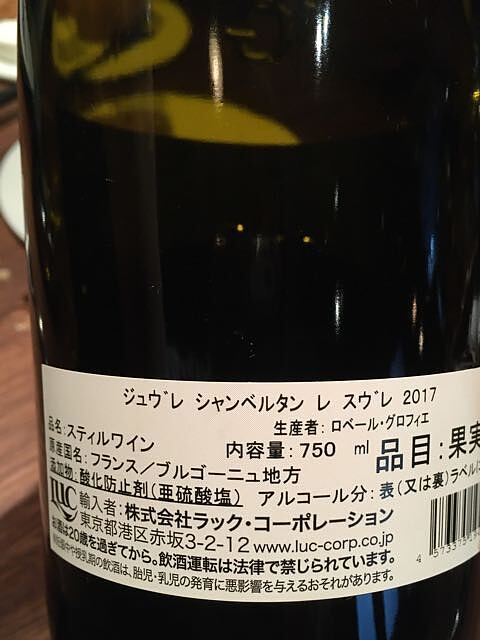 ジュヴレ シャンベルタン レ スヴレ 2017
生産者：ロベール・グロフィエ
品名：スティルワイン
内容量：750 ml
品目：果実
原産国名：フランス／ブルゴーニュ地方
添加物：酸化防止剤（亜硫酸塩） アルコール分：表（又は裏）ラベルに
LUC
輸入者：株式会社ラック・コーポレーション
東京都港区赤坂3-2-12 www.luc-corp.co.jp
お酒は20歳を過ぎてから。飲酒運転は法律で禁じられています。
妊娠中や授乳期の飲酒は、胎児・乳児の発育に悪影響を与えるおそれがあります。